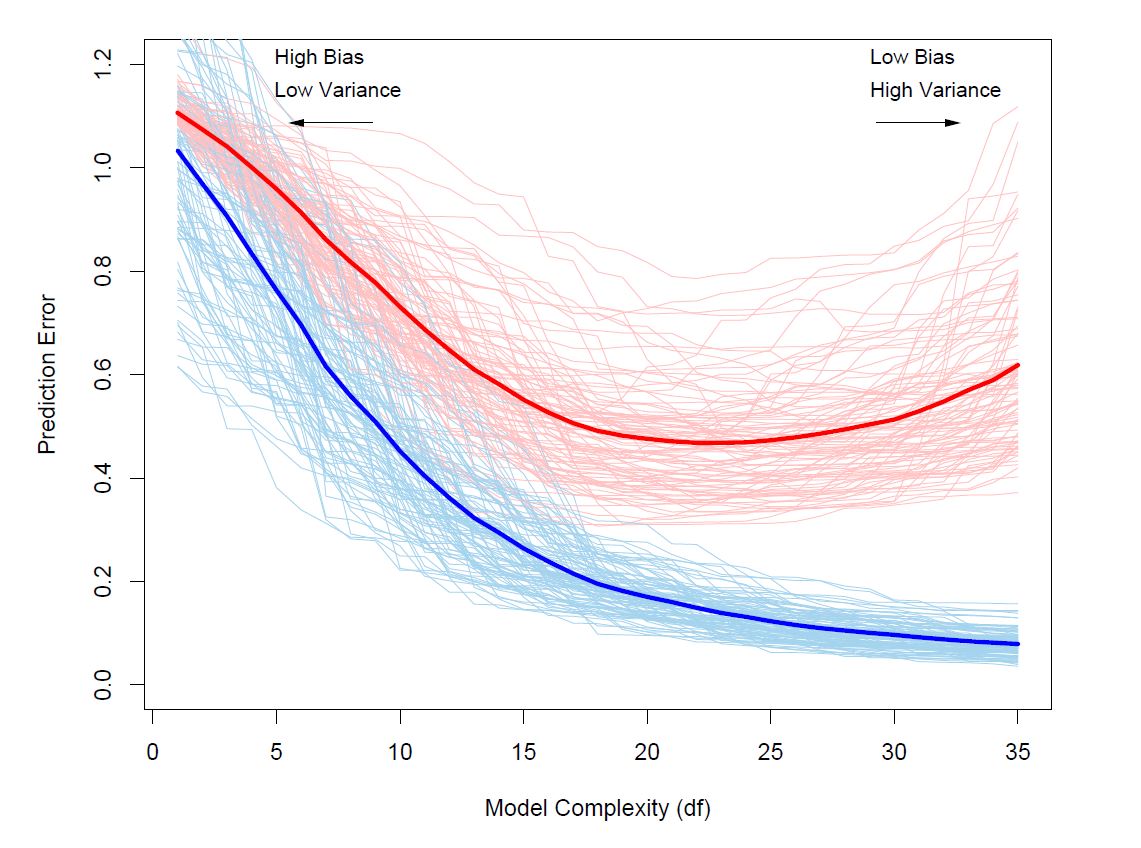 High Bias
Low Variance
Low Bias
High Variance
Prediction Error
1.2
1.0
0.8
0.6
0.4
0.2
0.0
0 5 10 15 20 25 30 35
Model Complexity (df)